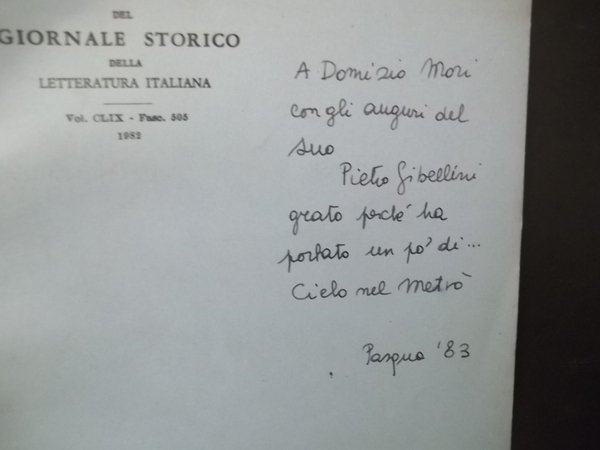 DEL
GIORNALE STORICO
DELLA
LETTERATURA ITALIANA
Vol. CLIX - Fasc. 505
1982
A Domizio Mori
con gli auguri del
suo
Pietro Gibellini
grato perché ha
portato un po' di...
Cielo nel Metrò
Pasqua '83